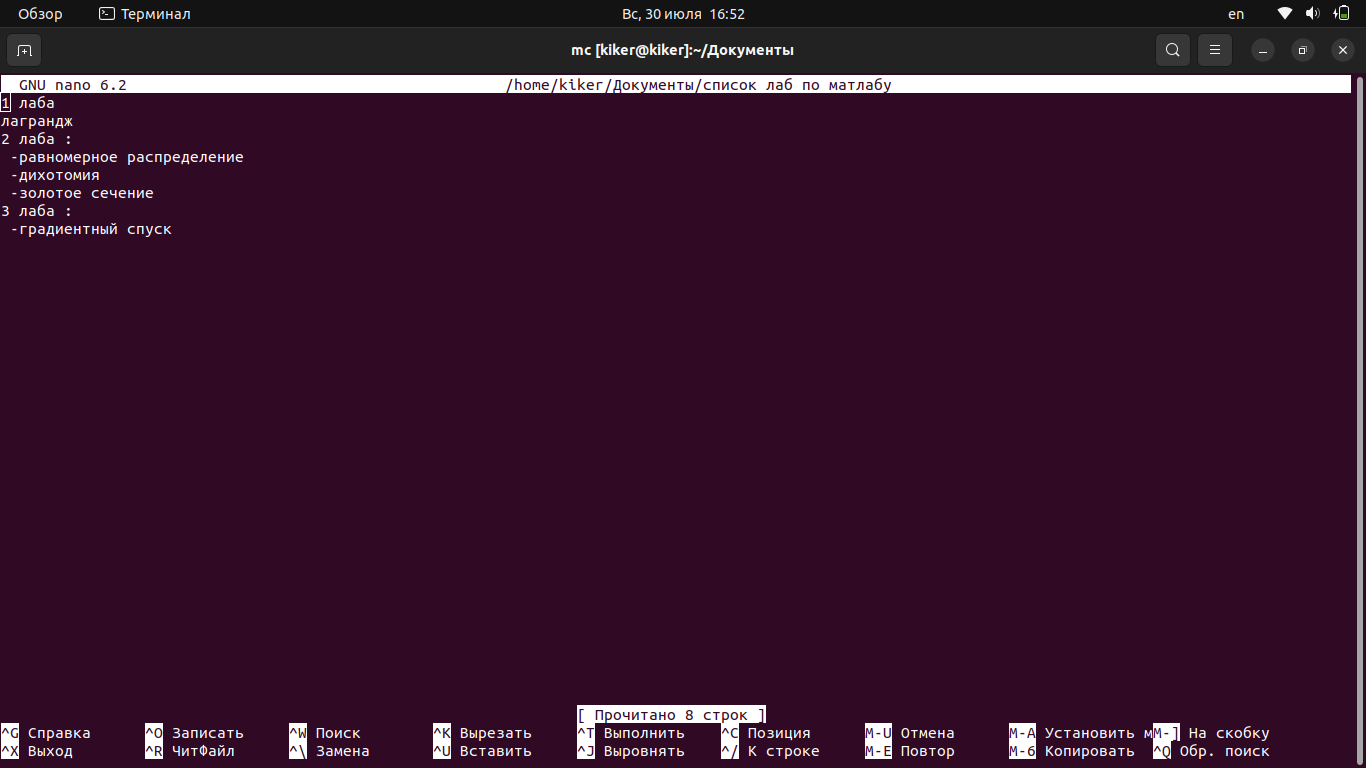 Обзор Терминал Вс, 30 июля 16:52 en
mc [kiker@kiker]:~/Документы
GNU nano 6.2 /home/kiker/Документы/список лаб по матлабу
1 лаба
лаграндж
2 лаба :
-равномерное распределение
-дихотомия
-золотое сечение
3 лаба :
-градиентный спуск
[ Прочитано 8 строк ]
^G Справка ^O Записать ^W Поиск ^K Вырезать ^T Выполнить ^C Позиция M-U Отмена M-A Установить мM-] На скобку
^X Выход ^R ЧитФайл ^\ Замена ^U Вставить ^J Выровнять ^/ К строке M-E Повтор M-6 Копировать ^Q Обр. поиск